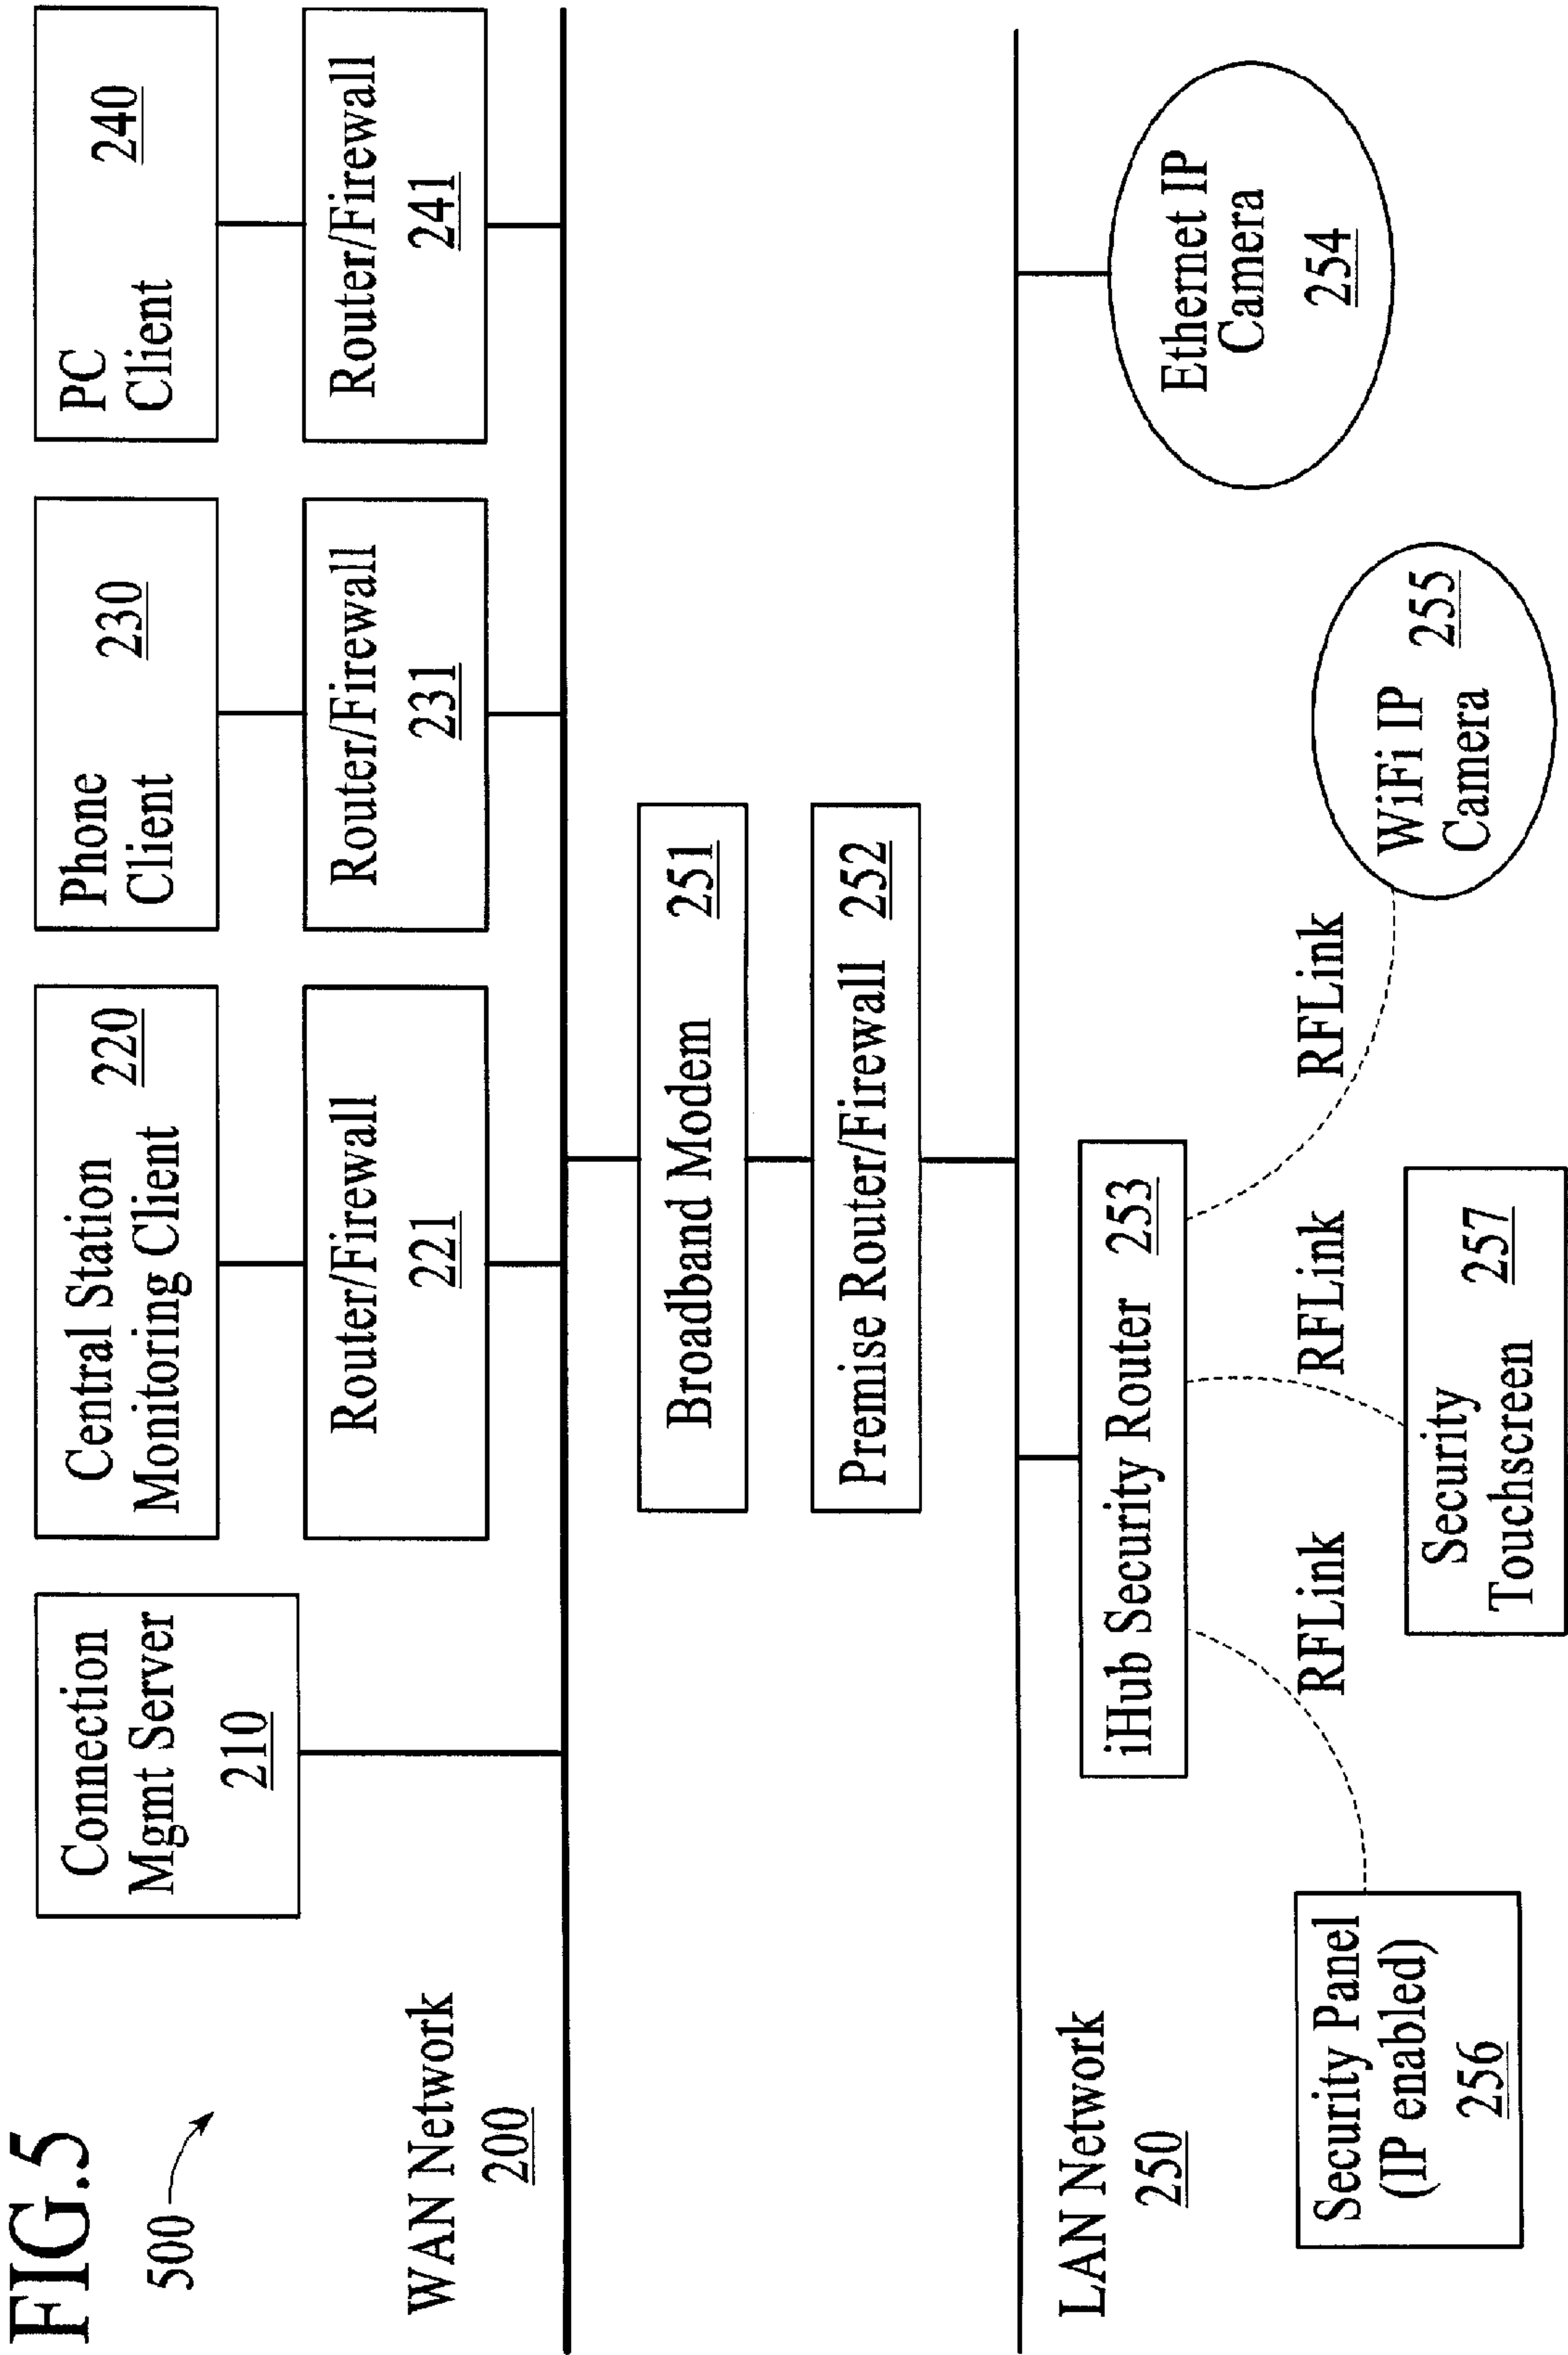 FIG.5
500
Connection
Mgmt Server
210
Central Station
Monitoring Client
220
Phone
Client
230
PC
Client
240
Router/Firewall
221
Router/Firewall
231
Router/Firewall
241
WAN Network
200
Broadband Modem 251
Premise Router/Firewall 252
LAN Network
250
iHub Security Router 253
Ethernet IP
Camera
254
RFLink
RFLink
RFLink
WiFi IP
Camera
255
Security Panel
(IP enabled)
256
Security
Touchscreen
257